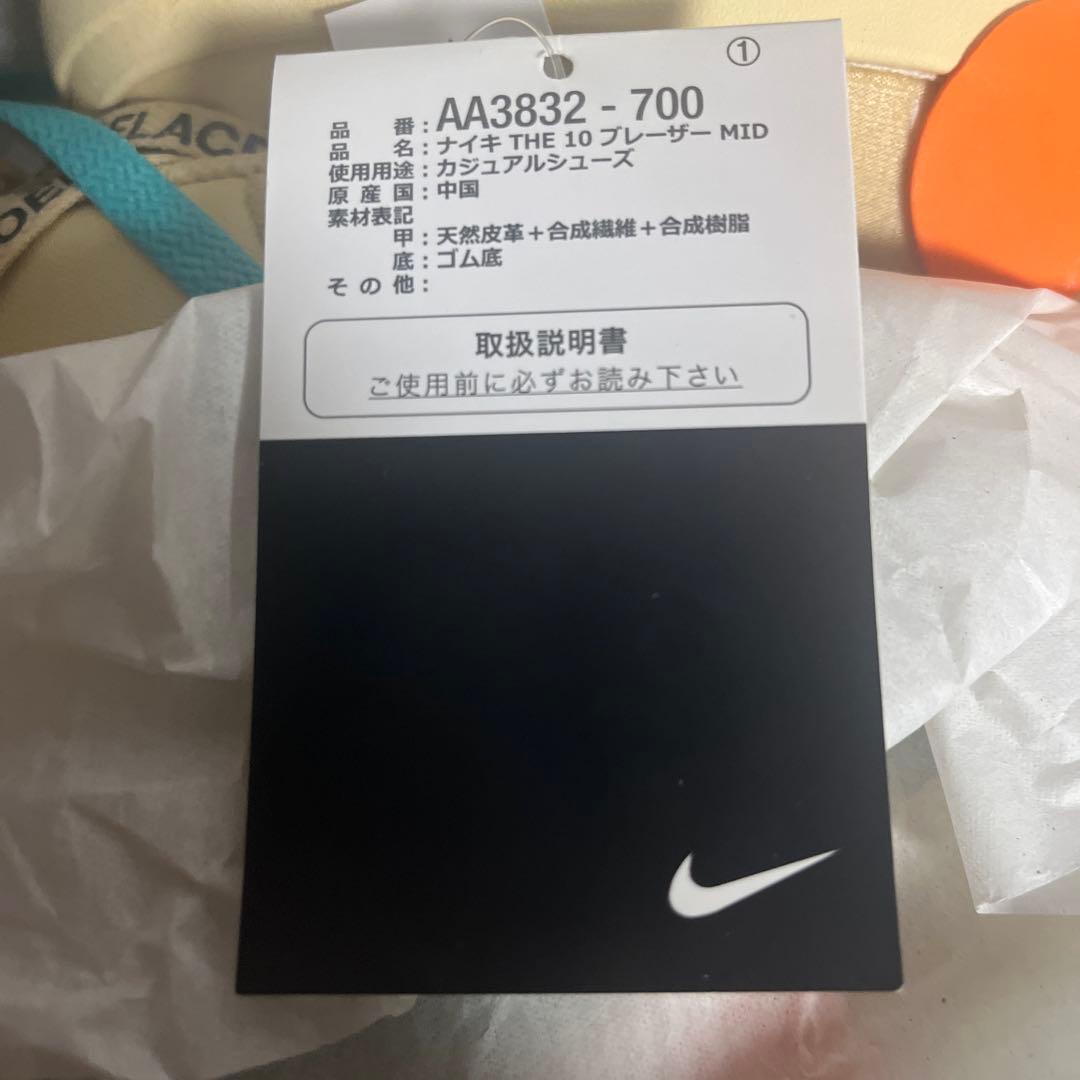 ①
品 番 : AA3832 - 700
品 名 : ナイキ THE 10 ブレーザー MID
使用用途 : カジュアルシューズ
原産国 : 中国
素材表記
甲 : 天然皮革＋合成繊維＋合成樹脂
底 : ゴム底
その他 :
取扱説明書
ご使用前に必ずお読み下さい